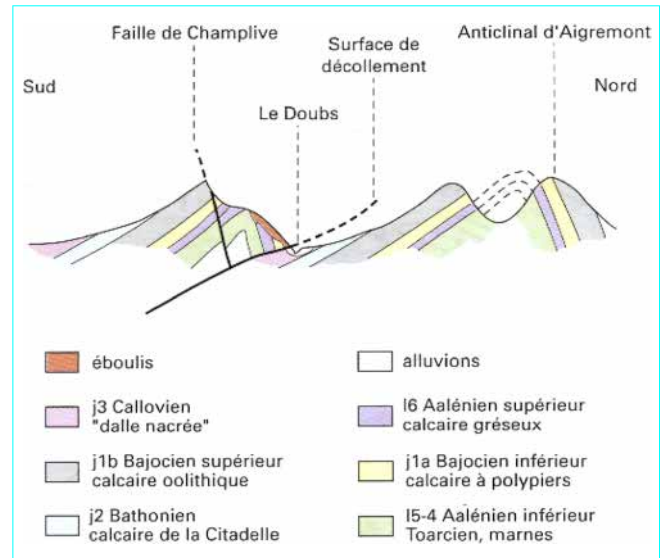 Faille de Champlive
Surface de
décollement
Anticlinal d'Aigremont
Sud
Nord
Le Doubs
éboulis
alluvions
j3 Callovien
"dalle nacrée"
l6 Aalénien supérieur
calcaire gréseux
j1b Bajocien supérieur
calcaire oolithique
j1a Bajocien inférieur
calcaire à polypiers
j2 Bathonien
calcaire de la Citadelle
l5-4 Aalénien inférieur
Toarcien, marnes